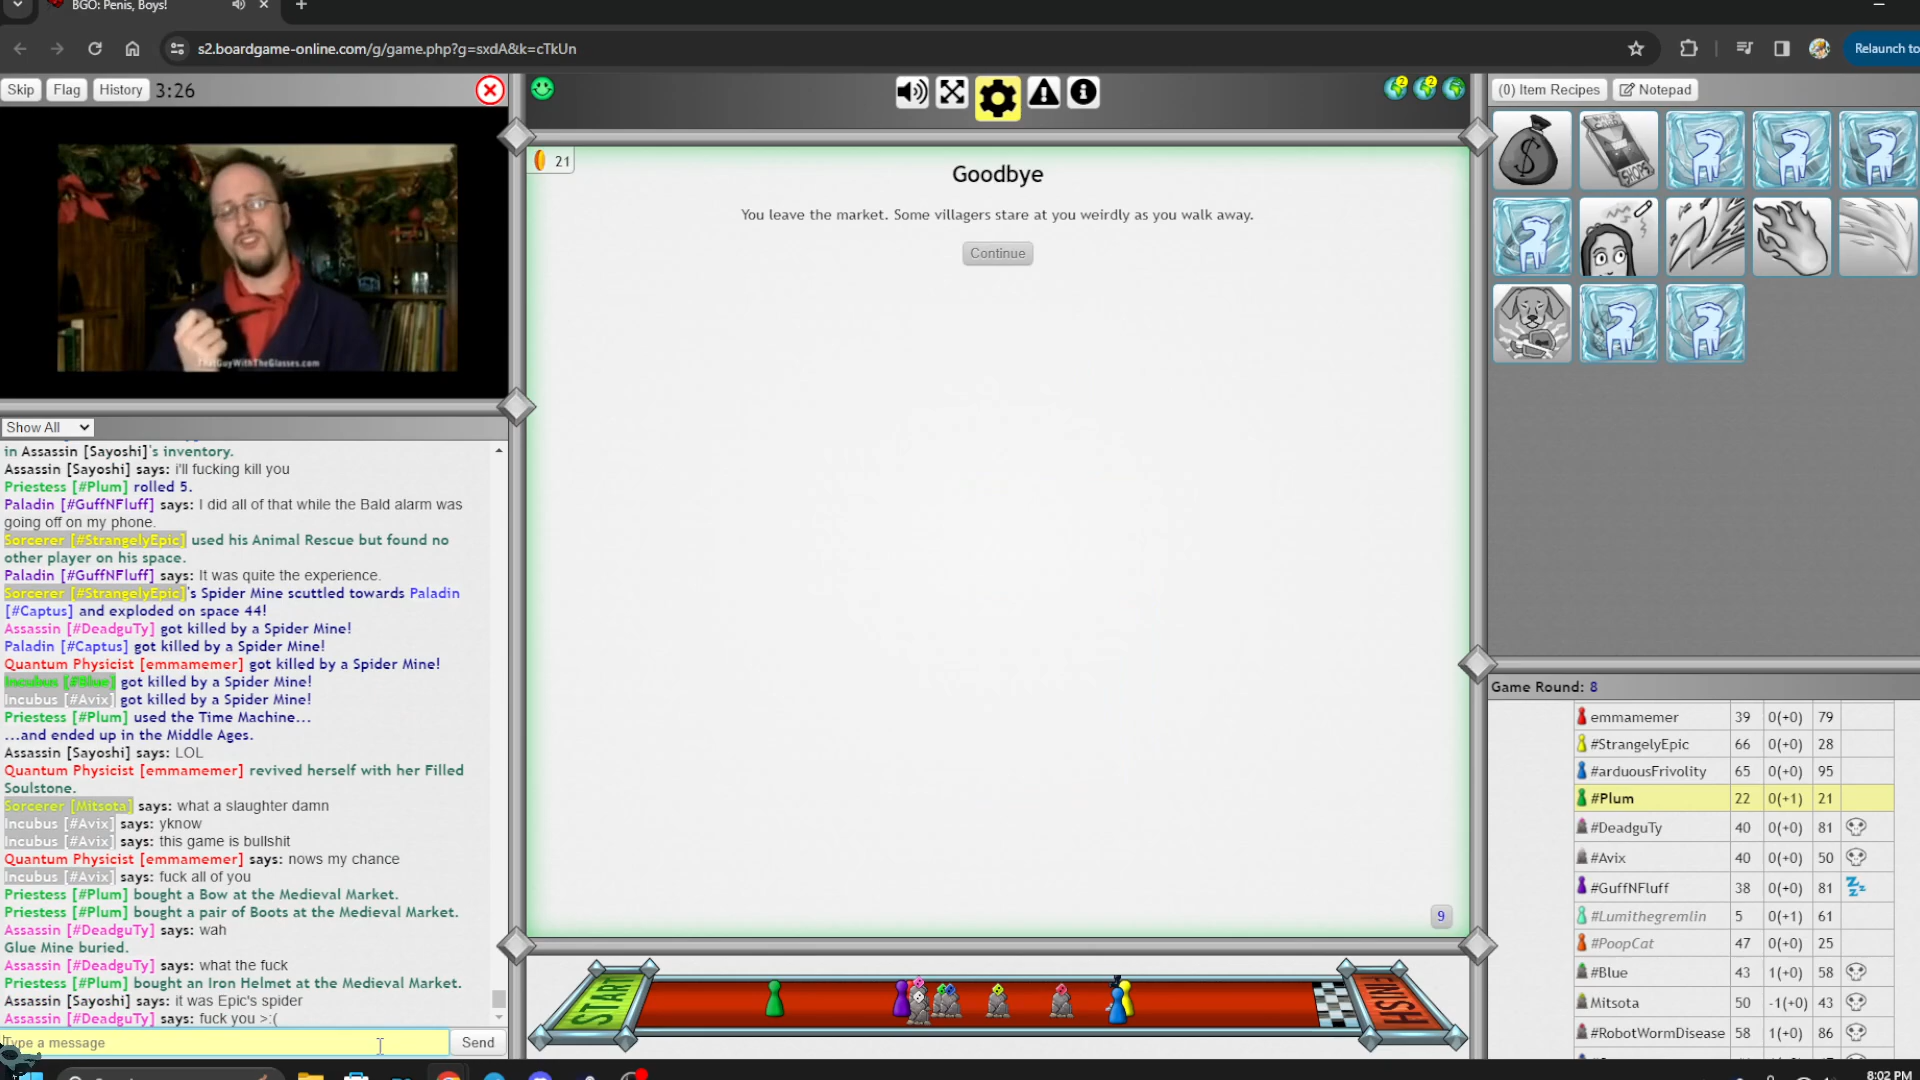 BGO: Penis, Boys!
s2.boardgame-online.com/g/game.php?g=sxdA&k=cTkUn
Relaunch to
Skip
Flag
History
3:26
ThatGuyWithTheGlasses.com
Show All
in Assassin [Sayoshi]'s inventory.
Assassin [Sayoshi] says: i'll fucking kill you
Priestess [#Plum] rolled 5.
Paladin [#GuffNFluff] says: I did all of that while the Bald alarm was
going off on my phone.
Sorcerer [#StrangelyEpic] used his Animal Rescue but found no
other player on his space.
Paladin [#GuffNFluff] says: It was quite the experience.
Sorcerer [#StrangelyEpic]'s Spider Mine scuttled towards Paladin
[#Captus] and exploded on space 44!
Assassin [#DeadguTy] got killed by a Spider Mine!
Paladin [#Captus] got killed by a Spider Mine!
Quantum Physicist [emmamemer] got killed by a Spider Mine!
Incubus [#Blue] got killed by a Spider Mine!
Incubus [#Avix] got killed by a Spider Mine!
Priestess [#Plum] used the Time Machine...
...and ended up in the Middle Ages.
Assassin [Sayoshi] says: LOL
Quantum Physicist [emmamemer] revived herself with her Filled
Soulstone.
Sorcerer [Mitsota] says: what a slaughter damn
Incubus [#Avix] says: yknow
Incubus [#Avix] says: this game is bullshit
Quantum Physicist [emmamemer] says: nows my chance
Incubus [#Avix] says: fuck all of you
Priestess [#Plum] bought a Bow at the Medieval Market.
Priestess [#Plum] bought a pair of Boots at the Medieval Market.
Assassin [#DeadguTy] says: wah
Glue Mine buried.
Assassin [#DeadguTy] says: what the fuck
Priestess [#Plum] bought an Iron Helmet at the Medieval Market.
Assassin [Sayoshi] says: it was Epic's spider
Assassin [#DeadguTy] says: fuck you >:(
Type a message
Send
21
Goodbye
You leave the market. Some villagers stare at you weirdly as you walk away.
Continue
9
START
FINISH
2
2
(0) Item Recipes
Notepad
$
SHOP
Game Round: 8
emmamemer 39 0(+0) 79
#StrangelyEpic 66 0(+0) 28
#arduousFrivolity 65 0(+0) 95
#Plum 22 0(+1) 21
#DeadguTy 40 0(+0) 81
#Avix 40 0(+0) 50
#GuffNFluff 38 0(+0) 81
#Lumithegremlin 5 0(+1) 61
#PoopCat 47 0(+0) 25
#Blue 43 1(+0) 58
Mitsota 50 -1(+0) 43
#RobotWormDisease 58 1(+0) 86
8:02 PM